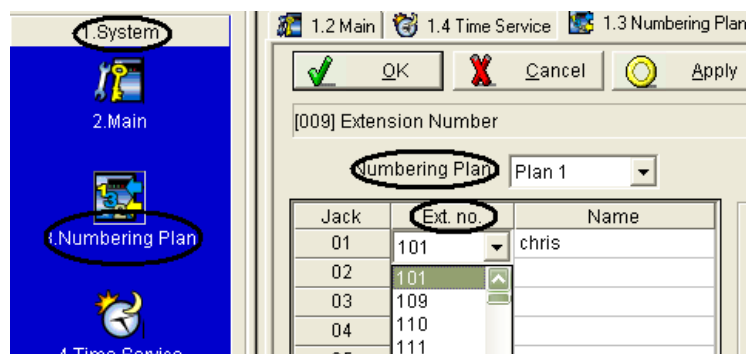 1.System
2.Main
3.Numbering Plan
4.Time Service
1.2 Main 1.4 Time Service 1.3 Numbering Plan
OK Cancel Apply
[009] Extension Number
Numbering Plan Plan 1
Jack Ext. no. Name
01 101 chris
02 101
03 109
04 110
111